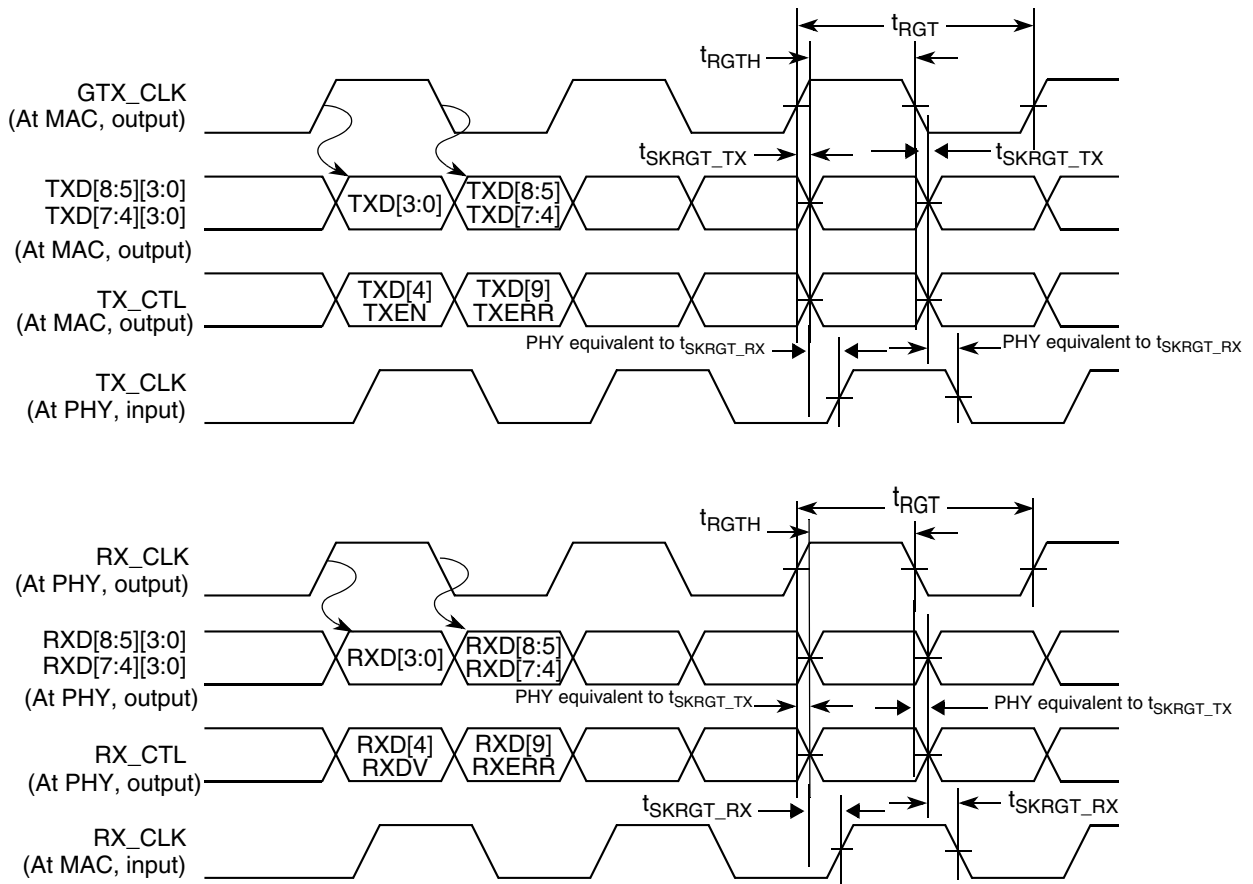 tRGT
tRGTH
GTX_CLK
(At MAC, output)
tSKRGT_TX
tSKRGT_TX
TXD[8:5][3:0]
TXD[7:4][3:0]
(At MAC, output)
TXD[3:0]
TXD[8:5]
TXD[7:4]
TX_CTL
(At MAC, output)
TXD[4]
TXEN
TXD[9]
TXERR
PHY equivalent to tSKRGT_RX
PHY equivalent to tSKRGT_RX
TX_CLK
(At PHY, input)
tRGT
tRGTH
RX_CLK
(At PHY, output)
RXD[8:5][3:0]
RXD[7:4][3:0]
(At PHY, output)
RXD[3:0]
RXD[8:5]
RXD[7:4]
PHY equivalent to tSKRGT_TX
PHY equivalent to tSKRGT_TX
RX_CTL
(At PHY, output)
RXD[4]
RXDV
RXD[9]
RXERR
tSKRGT_RX
tSKRGT_RX
RX_CLK
(At MAC, input)